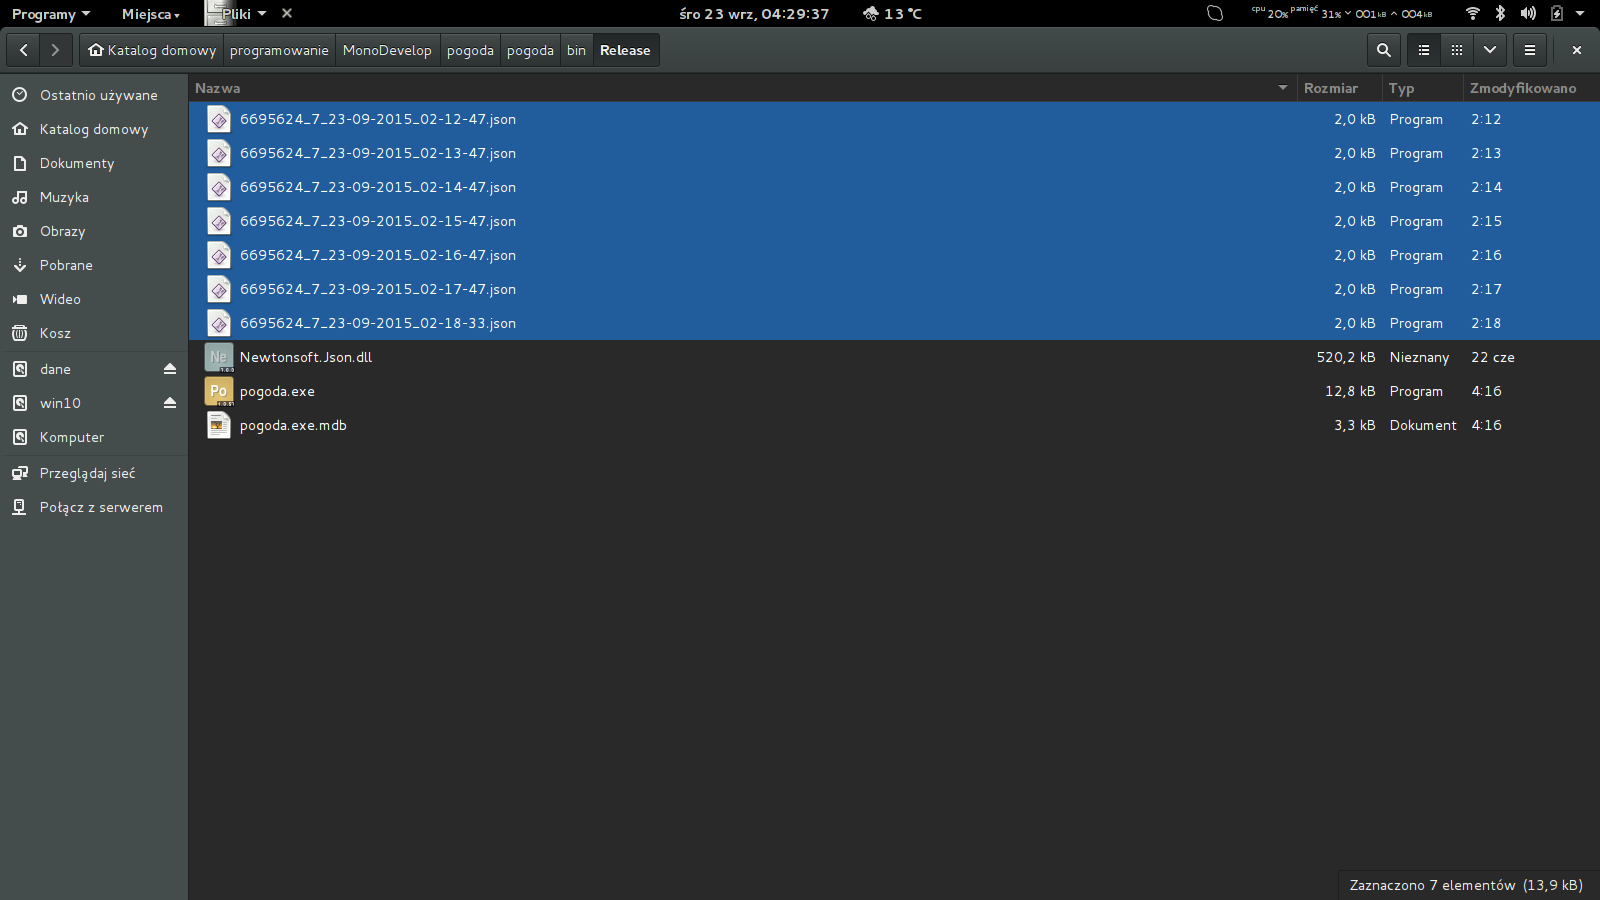 Programy Miejsca Pliki śro 23 wrz, 04:29:37 13 °C cpu 20% pamięć 31% 001kB 004kB
Katalog domowy programowanie MonoDevelop pogoda pogoda bin Release
Nazwa Rozmiar Typ Zmodyfikowano
Ostatnio używane
Katalog domowy
Dokumenty
Muzyka
Obrazy
Pobrane
Wideo
Kosz
dane
win10
Komputer
Przeglądaj sieć
Połącz z serwerem
6695624_7_23-09-2015_02-12-47.json 2,0 kB Program 2:12
6695624_7_23-09-2015_02-13-47.json 2,0 kB Program 2:13
6695624_7_23-09-2015_02-14-47.json 2,0 kB Program 2:14
6695624_7_23-09-2015_02-15-47.json 2,0 kB Program 2:15
6695624_7_23-09-2015_02-16-47.json 2,0 kB Program 2:16
6695624_7_23-09-2015_02-17-47.json 2,0 kB Program 2:17
6695624_7_23-09-2015_02-18-33.json 2,0 kB Program 2:18
Ne Newtonsoft.Json.dll 520,2 kB Nieznany 22 cze
Po pogoda.exe 12,8 kB Program 4:16
pogoda.exe.mdb 3,3 kB Dokument 4:16
Zaznaczono 7 elementów (13,9 kB)